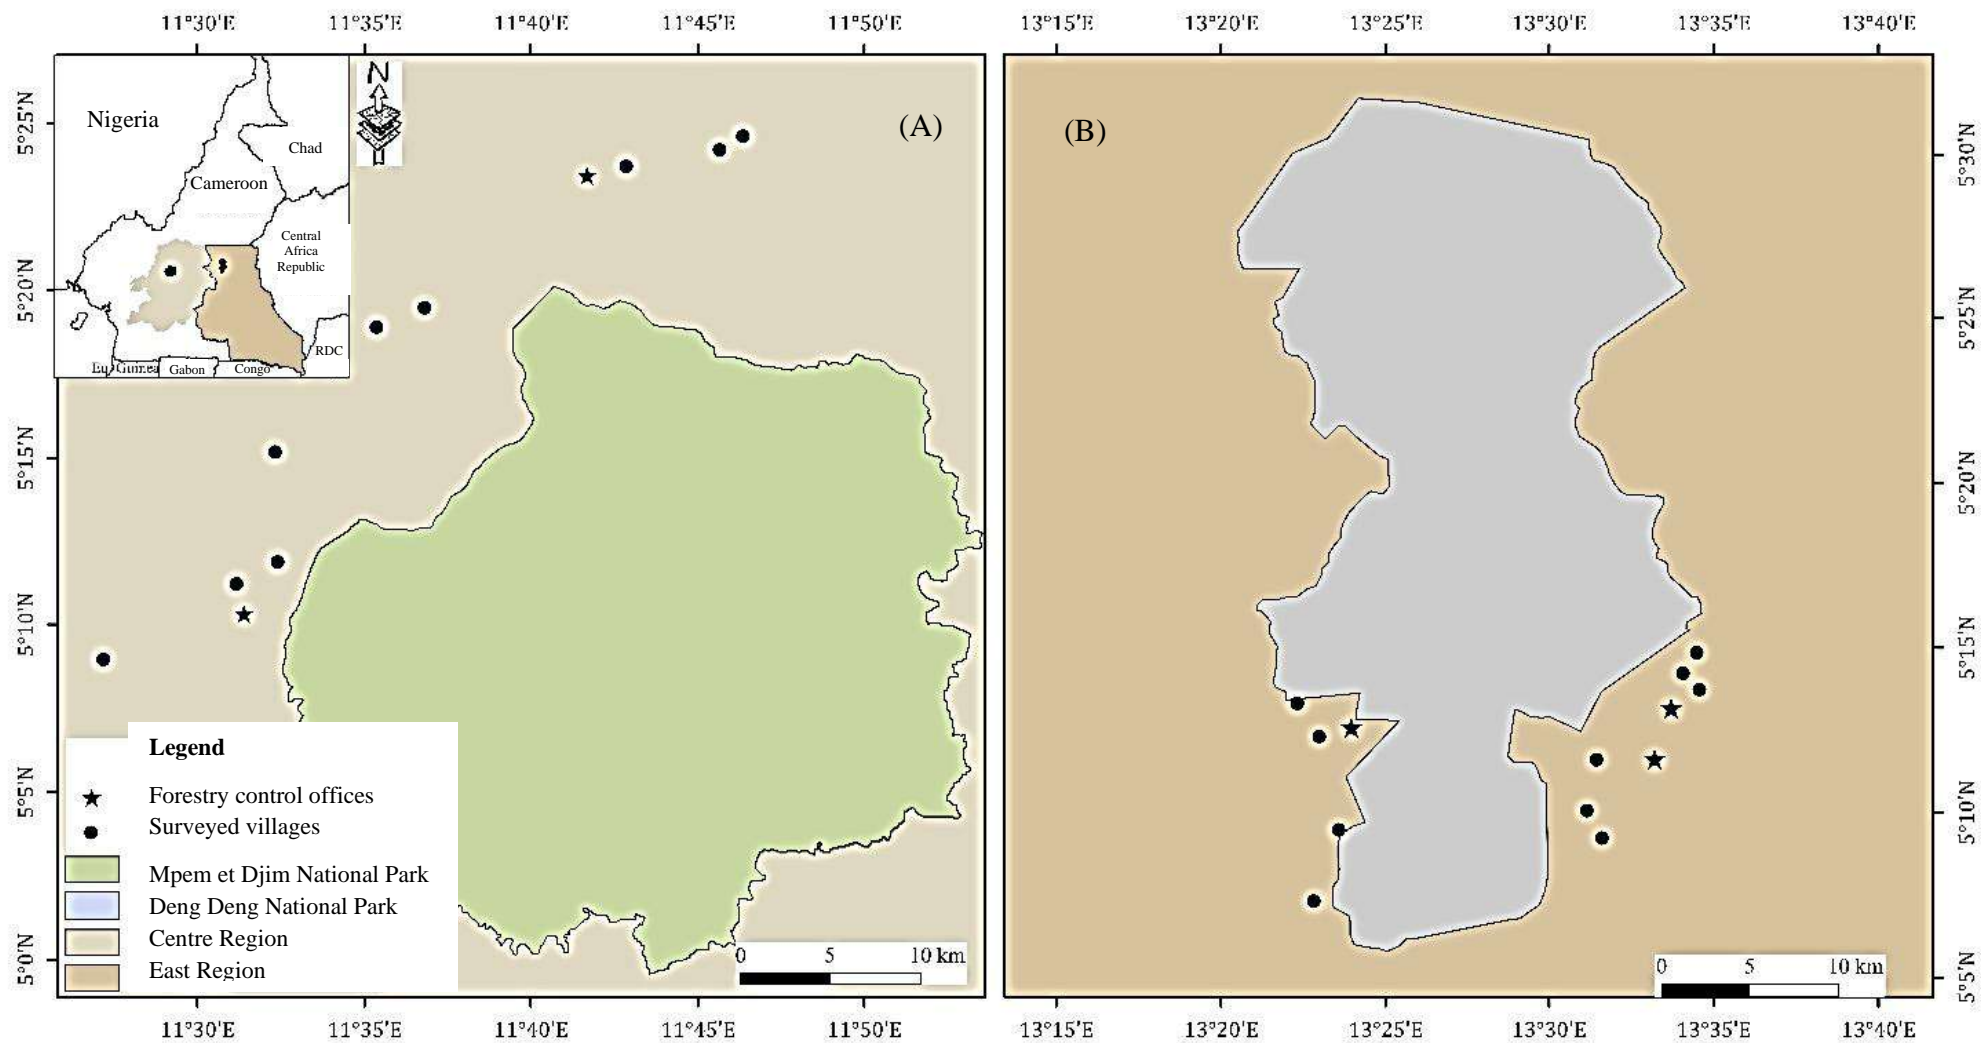 11°30'E 11°35'E 11°40'E 11°45'E 11°50'E
13°15'E 13°20'E 13°25'E 13°30'E 13°35'E 13°40'E
5°25'N
5°20'N
5°15'N
5°10'N
5°5'N
5°0'N
Nigeria
Chad
Cameroon
Central
Africa
Republic
RDC
Eq Guinea Gabon Congo
N
(A)
Legend
Forestry control offices
Surveyed villages
Mpem et Djim National Park
Deng Deng National Park
Centre Region
East Region
0 5 10 km
(B)
0 5 10 km
5°30'N
5°25'N
5°20'N
5°15'N
5°10'N
5°5'N
11°30'E 11°35'E 11°40'E 11°45'E 11°50'E
13°15'E 13°20'E 13°25'E 13°30'E 13°35'E 13°40'E